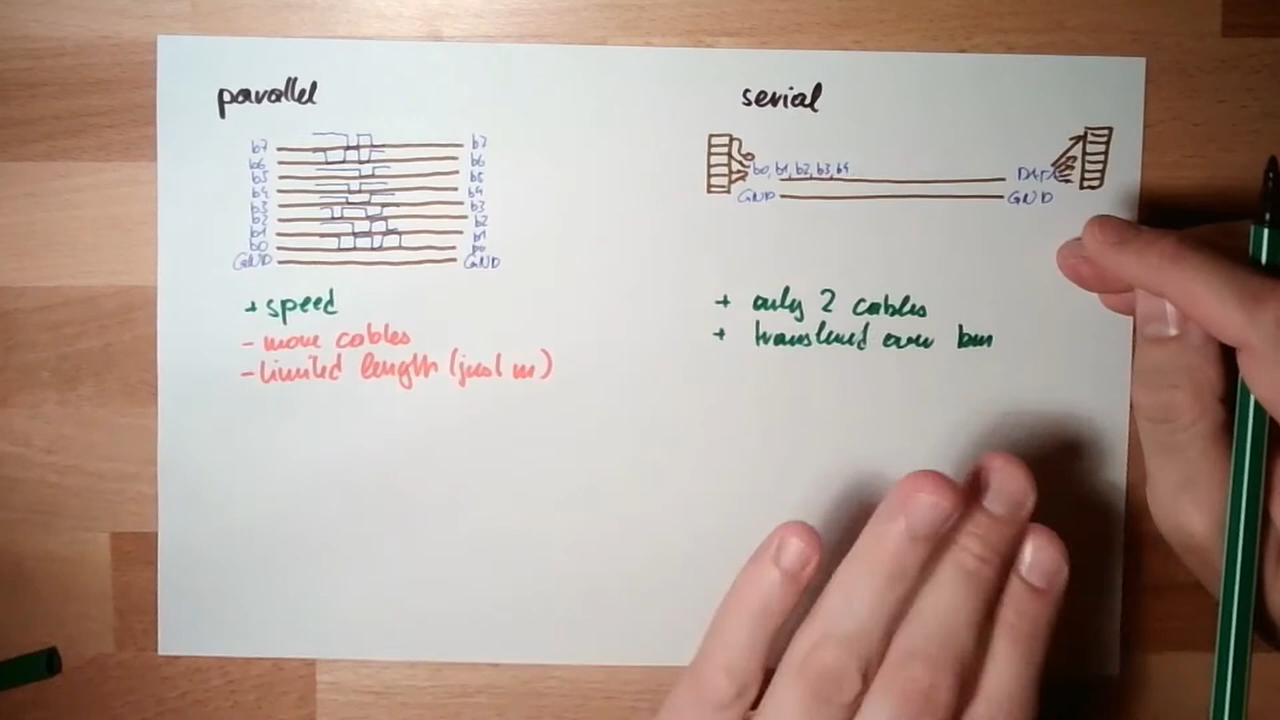 parallel
b7 b7
b6 b6
b5 b5
b4 b4
b3 b3
b2 b2
b1 b1
b0 b0
GND GND
+ speed
- more cables
- limited length (just m)
serial
b0, b1, b2, b3, b4
GND GND
+ only 2 cables
+ over km